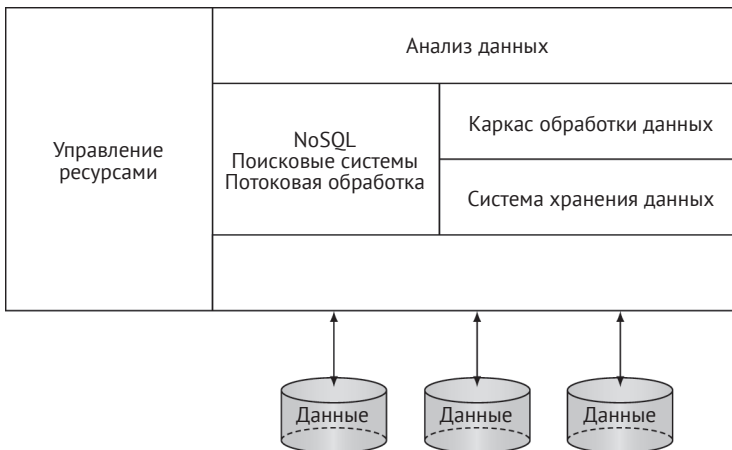 Анализ данных
Управление
ресурсами
NoSQL
Поисковые системы
Потоковая обработка
Каркас обработки данных
Система хранения данных
Данные
Данные
Данные